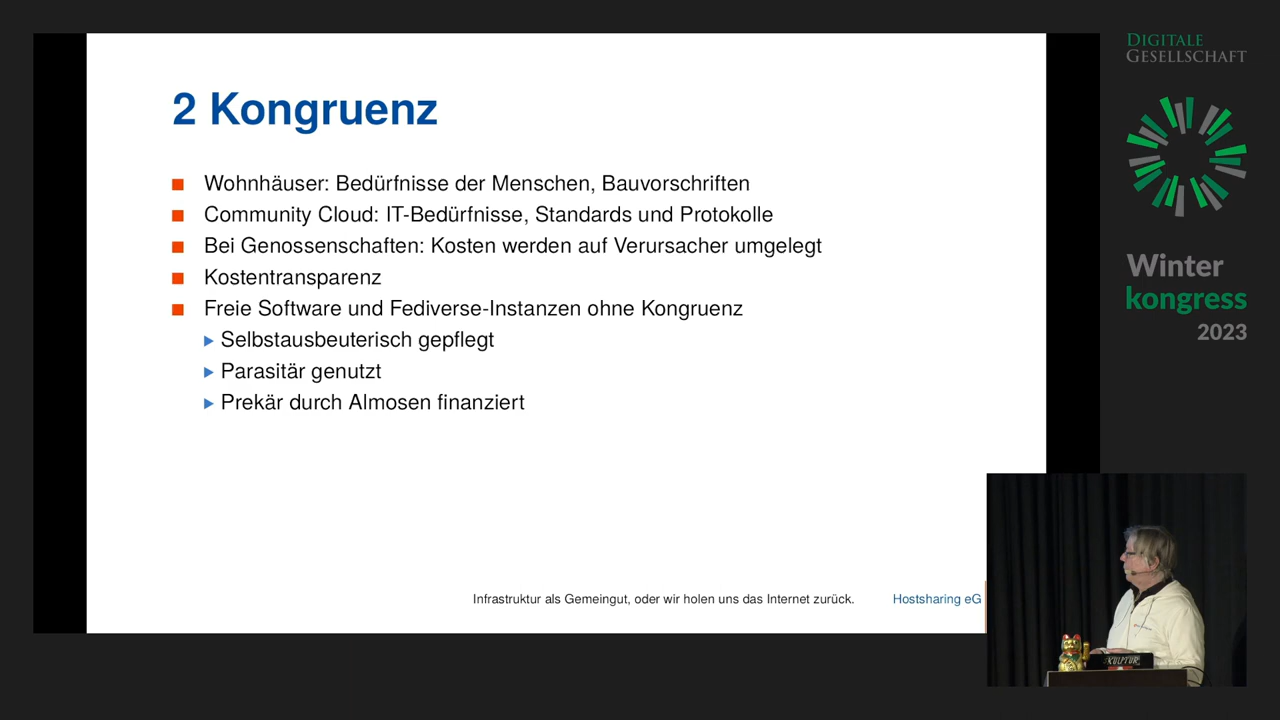 2 Kongruenz
Wohnhäuser: Bedürfnisse der Menschen, Bauvorschriften
Community Cloud: IT-Bedürfnisse, Standards und Protokolle
Bei Genossenschaften: Kosten werden auf Verursacher umgelegt
Kostentransparenz
Freie Software und Fediverse-Instanzen ohne Kongruenz
Selbstausbeuterisch gepflegt
Parasitär genutzt
Prekär durch Almosen finanziert
Infrastruktur als Gemeingut, oder wir holen uns das Internet zurück.
Hostsharing eG
DIGITALE
GESELLSCHAFT
Winter
kongress
2023
SKULPTUR